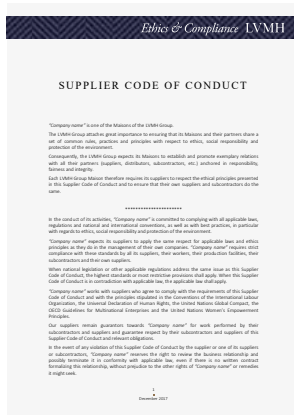 Ethics & Compliance LVMH
SUPPLIER CODE OF CONDUCT
"Company name" is one of the Maisons of the LVMH Group.
The LVMH Group attaches great importance to ensuring that its Maisons and their partners share a
set of common rules, practices and principles with respect to ethics, social responsibility and
protection of the environment.
Consequently, the LVMH Group expects its Maisons to establish and promote exemplary relations
with all their partners (suppliers, distributors, subcontractors, etc.) anchored in responsibility,
fairness and integrity.
Each LVMH Group Maison therefore requires its suppliers to respect the ethical principles presented
in this Supplier Code of Conduct and to ensure that their own suppliers and subcontractors do the
same.
**********************
In the conduct of its activities, "Company name" is committed to complying with all applicable laws,
regulations and national and international conventions, as well as with best practices, in particular
with regards to ethics, social responsibility and protection of the environment.
"Company name" expects its suppliers to apply the same respect for applicable laws and ethics
principles as they do in the management of their own companies. "Company name" requires strict
compliance with these standards by all its suppliers, their workers, their production facilities, their
subcontractors and their own suppliers.
When national legislation or other applicable regulations address the same issue as this Supplier
Code of Conduct, the highest standards or most restrictive provisions shall apply. When this Supplier
Code of Conduct is in contradiction with applicable law, the applicable law shall apply.
"Company name" works with suppliers who agree to comply with the requirements of this Supplier
Code of Conduct and with the principles stipulated in the Conventions of the International Labour
Organization, the Universal Declaration of Human Rights, the United Nations Global Compact, the
OECD Guidelines for Multinational Enterprises and the United Nations Women's Empowerment
Principles.
Our suppliers remain guarantors towards "Company name" for work performed by their
subcontractors and suppliers and guarantee respect by their subcontractors and suppliers of this
Supplier Code of Conduct and relevant obligations.
In the event of any violation of this Supplier Code of Conduct by the supplier or one of its suppliers
or subcontractors, "Company name" reserves the right to review the business relationship and
possibly terminate it in conformity with applicable law, even if there is no written contract
formalizing this relationship, without prejudice to the other rights of "Company name" or remedies
it might seek.
1
December 2017